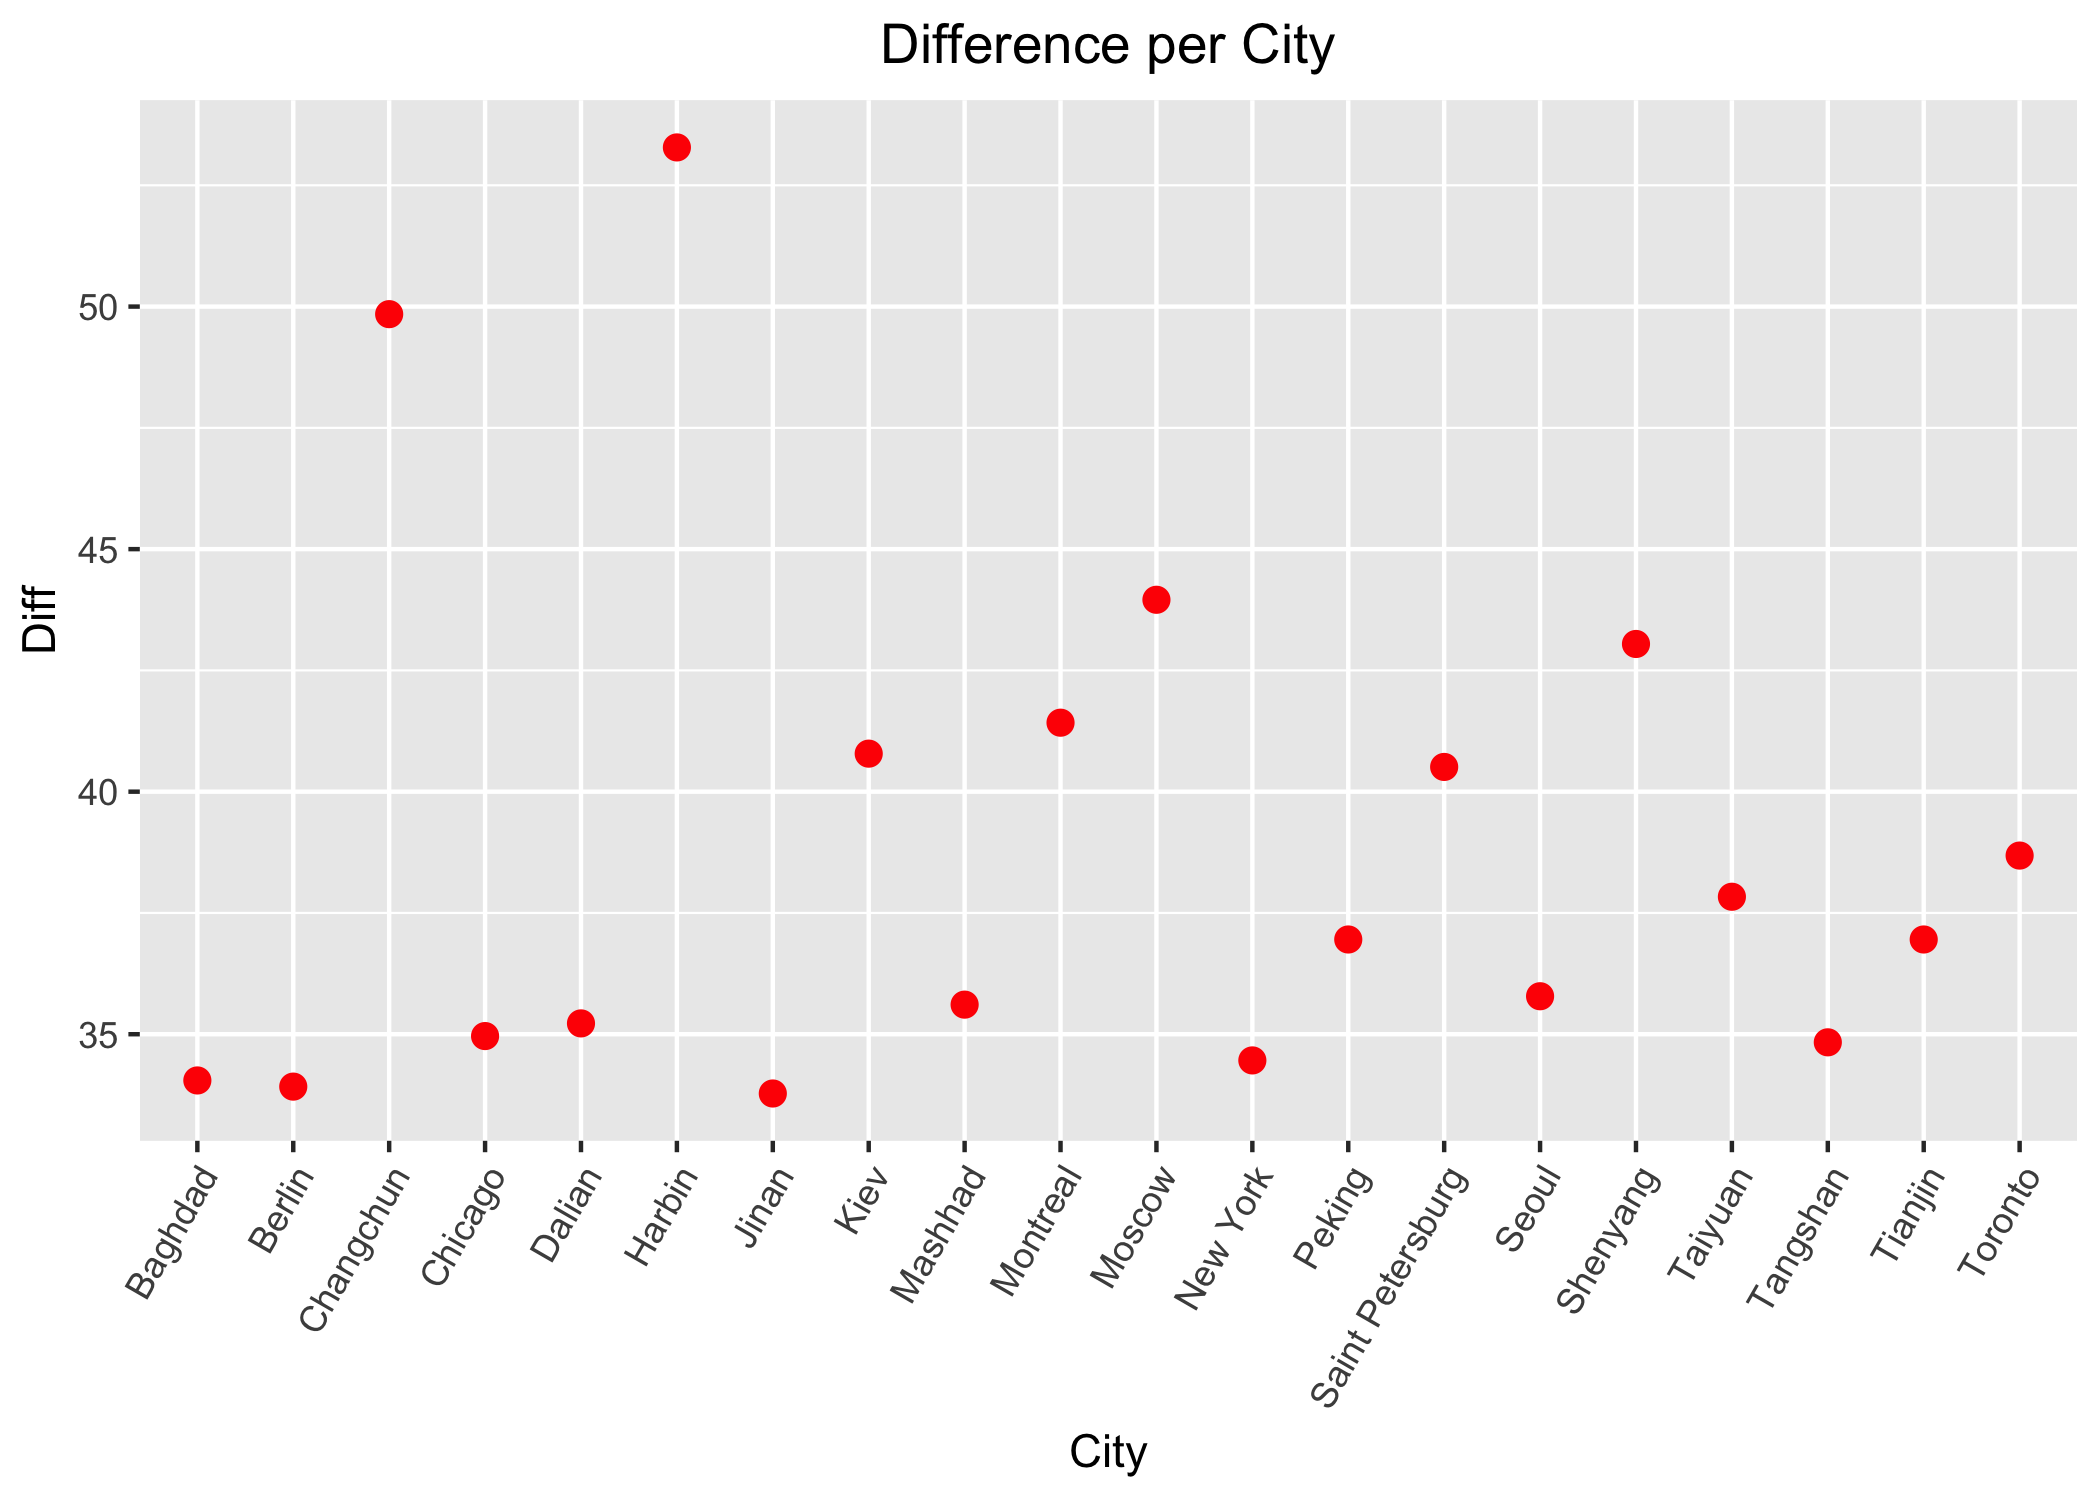 Difference per City
Diff
50
45
40
35
Baghdad
Berlin
Changchun
Chicago
Dalian
Harbin
Jinan
Kiev
Mashhad
Montreal
Moscow
New York
Peking
Saint Petersburg
Seoul
Shenyang
Taiyuan
Tangshan
Tianjin
Toronto
City